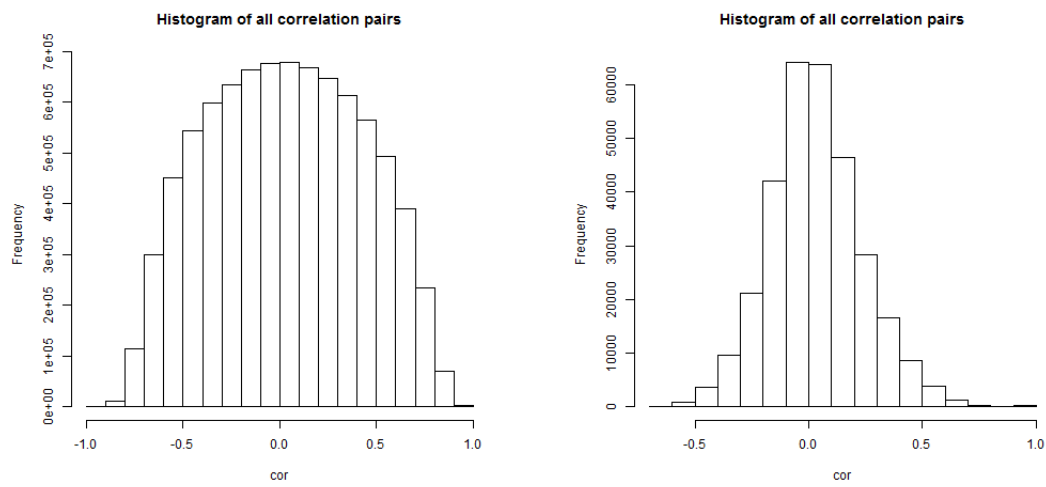 Histogram of all correlation pairs
Frequency
7e+05
6e+05
5e+05
4e+05
3e+05
2e+05
1e+05
0e+00
-1.0 -0.5 0.0 0.5 1.0
cor
Histogram of all correlation pairs
Frequency
60000
50000
40000
30000
20000
10000
0
-0.5 0.0 0.5 1.0
cor